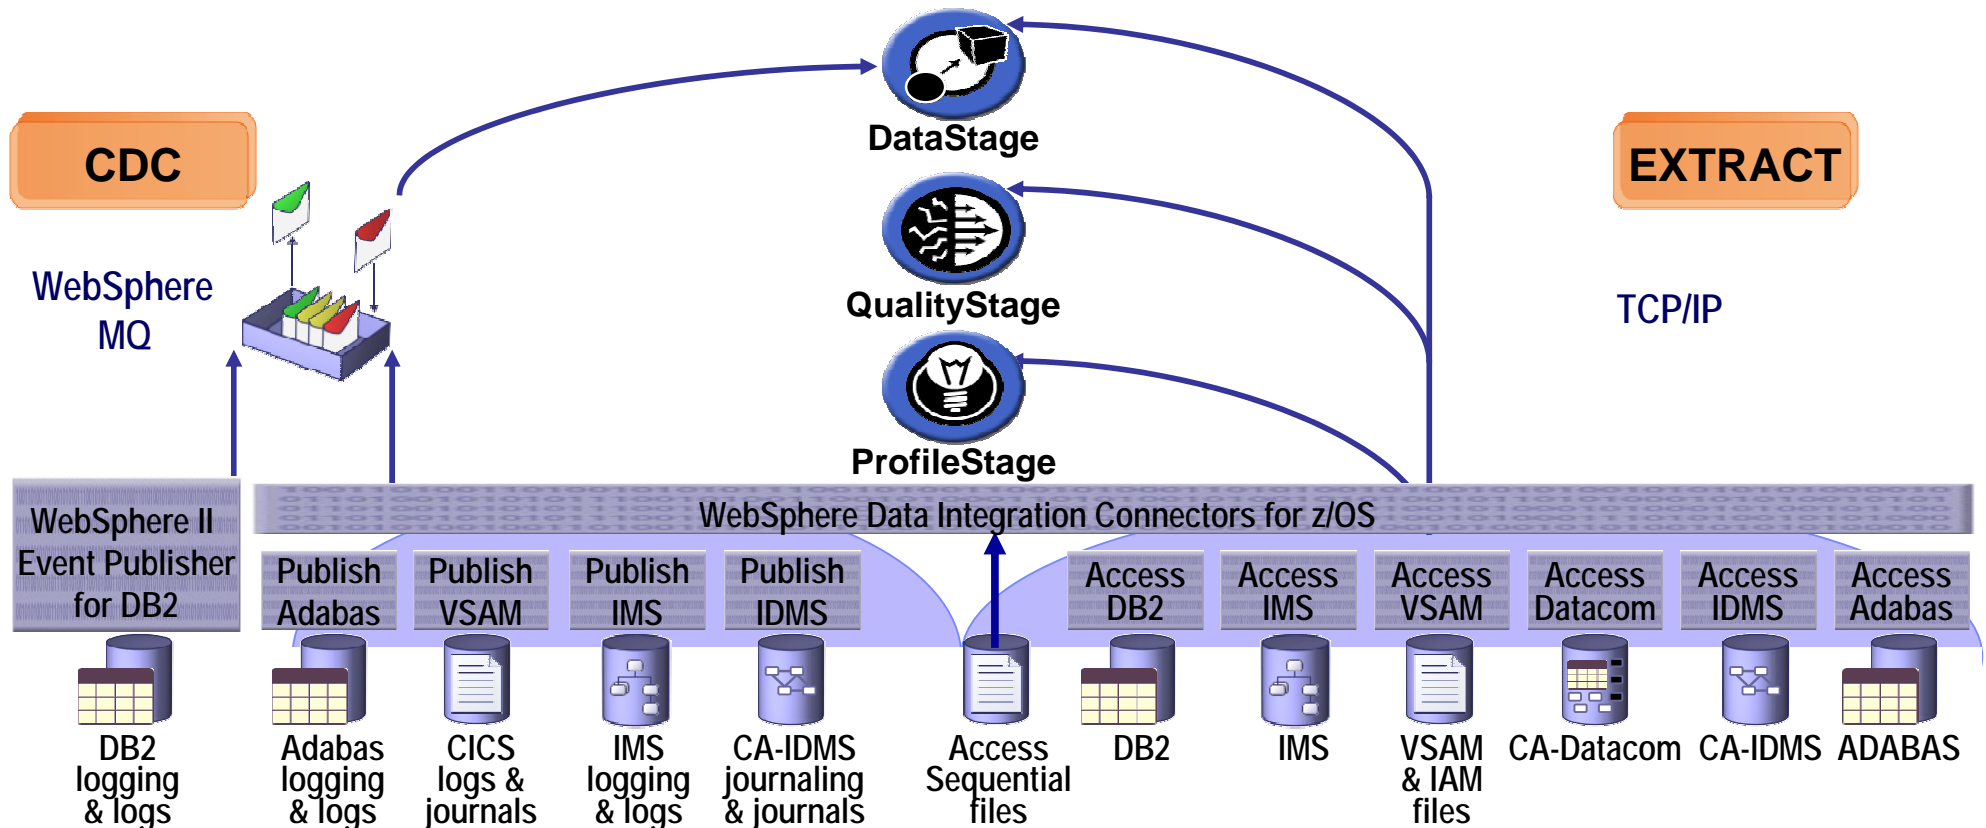 DataStage
CDC
EXTRACT
QualityStage
WebSphere
MQ
TCP/IP
ProfileStage
WebSphere II
Event Publisher
for DB2
WebSphere Data Integration Connectors for z/OS
Publish
Adabas
Publish
VSAM
Publish
IMS
Publish
IDMS
Access
DB2
Access
IMS
Access
VSAM
Access
Datacom
Access
IDMS
Access
Adabas
DB2
logging
& logs
Adabas
logging
& logs
CICS
logs &
journals
IMS
logging
& logs
CA-IDMS
journaling
& journals
Access
Sequential
files
DB2
IMS
VSAM
& IAM
files
CA-Datacom
CA-IDMS
ADABAS